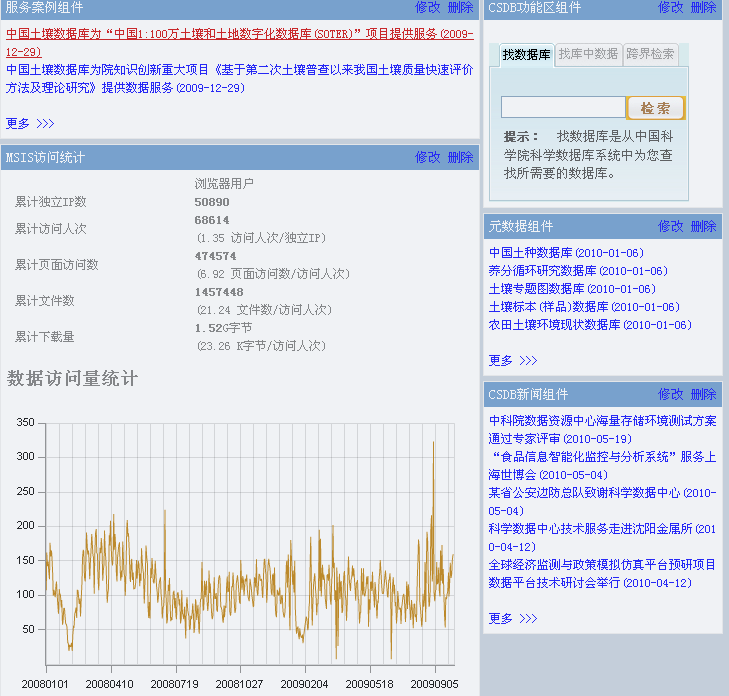 服务案例组件 修改 删除
中国土壤数据库为“中国1:100万土壤和土地数字化数据库(SOTER)”项目提供服务(2009-
12-29)
中国土壤数据库为院知识创新重大项目《基于第二次土壤普查以来我国土壤质量快速评价
方法及理论研究》提供数据服务(2009-12-29)
更多 >>>
MSIS访问统计 修改 删除
浏览器用户
累计独立IP数 50890
累计访问人次 68614
(1.35 访问人次/独立IP)
累计页面访问数 474574
(6.92 页面访问数/访问人次)
累计文件数 1457448
(21.24 文件数/访问人次)
累计下载量 1.52G字节
(23.26 K字节/访问人次)
数据访问量统计
350
300
250
200
150
100
50
20080101 20080410 20080719 20081027 20090204 20090518 20090905
CSDB功能区组件 修改 删除
找数据库 找库中数据 跨界检索
检索
提示： 找数据库是从中国科
学院科学数据库系统中为您查
找所需要的数据库。
元数据组件 修改 删除
中国土种数据库(2010-01-06)
养分循环研究数据库(2010-01-06)
土壤专题图数据库(2010-01-06)
土壤标本(样品)数据库(2010-01-06)
农田土壤环境现状数据库(2010-01-06)
更多 >>>
CSDB新闻组件 修改 删除
中科院数据资源中心海量存储环境测试方案
通过专家评审(2010-05-19)
“食品信息智能化监控与分析系统”服务上
海世博会(2010-05-04)
某省公安边防总队致谢科学数据中心(2010-
05-04)
科学数据中心技术服务走进沈阳金属所(201
0-04-12)
全球经济监测与政策模拟仿真平台预研项目
数据平台技术研讨会举行(2010-04-12)
更多 >>>